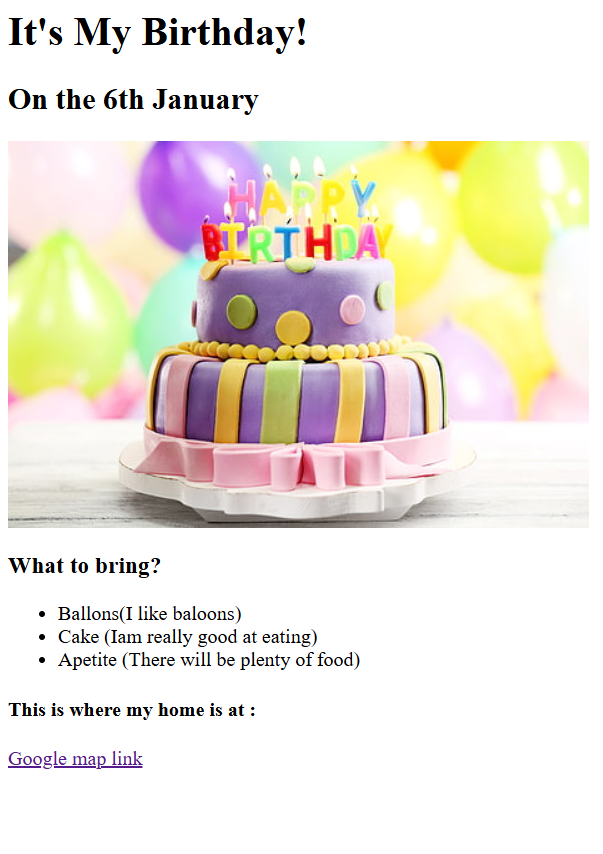 It's My Birthday!
On the 6th January
HAPPY
BIRTHDAY
What to bring?
Ballons(I like baloons)
Cake (Iam really good at eating)
Apetite (There will be plenty of food)
This is where my home is at :
Google map link